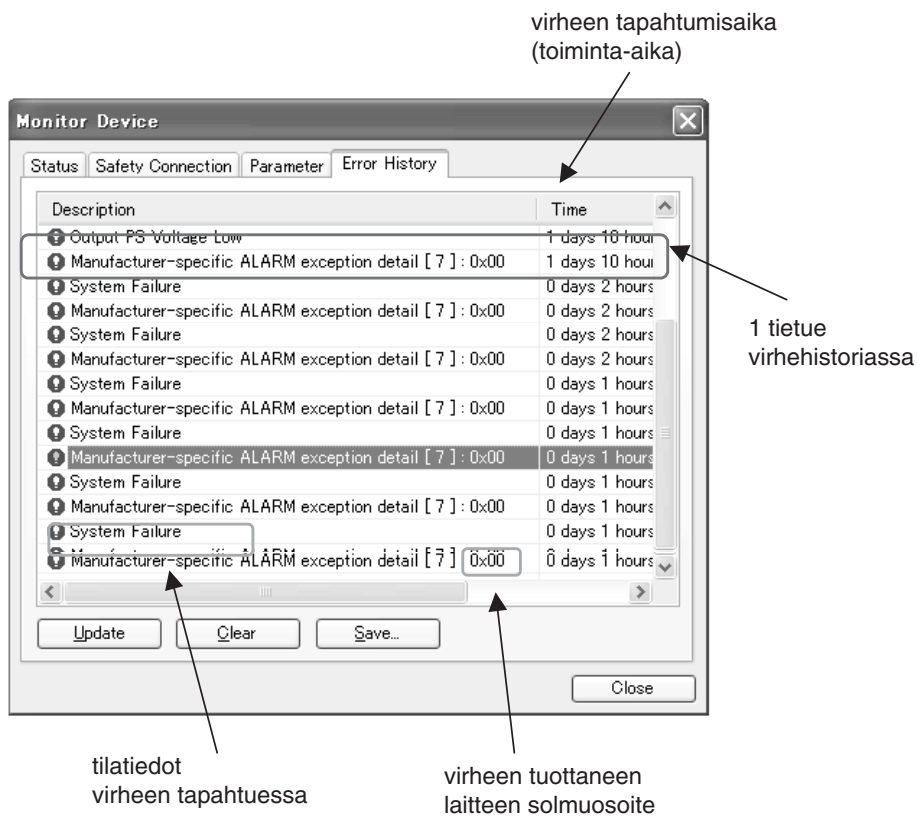 virheen tapahtumisaika
(toiminta-aika)
Monitor Device
Status Safety Connection Parameter Error History
Description Time
Output PS Voltage Low 1 days 10 hour
Manufacturer-specific ALARM exception detail [ 7 ] : 0x00 1 days 10 hour
System Failure 0 days 2 hours
Manufacturer-specific ALARM exception detail [ 7 ] : 0x00 0 days 2 hours
System Failure 0 days 2 hours
Manufacturer-specific ALARM exception detail [ 7 ] : 0x00 0 days 2 hours
System Failure 0 days 1 hours
Manufacturer-specific ALARM exception detail [ 7 ] : 0x00 0 days 1 hours
System Failure 0 days 1 hours
Manufacturer-specific ALARM exception detail [ 7 ] : 0x00 0 days 1 hours
System Failure 0 days 1 hours
Manufacturer-specific ALARM exception detail [ 7 ] : 0x00 0 days 1 hours
System Failure 0 days 1 hours
Manufacturer-specific ALARM exception detail [ 7 ] 0x00 0 days 1 hours
1 tietue
virhehistoriassa
Update Clear Save...
Close
tilatiedot
virheen tapahtuessa
virheen tuottaneen
laitteen solmuosoite